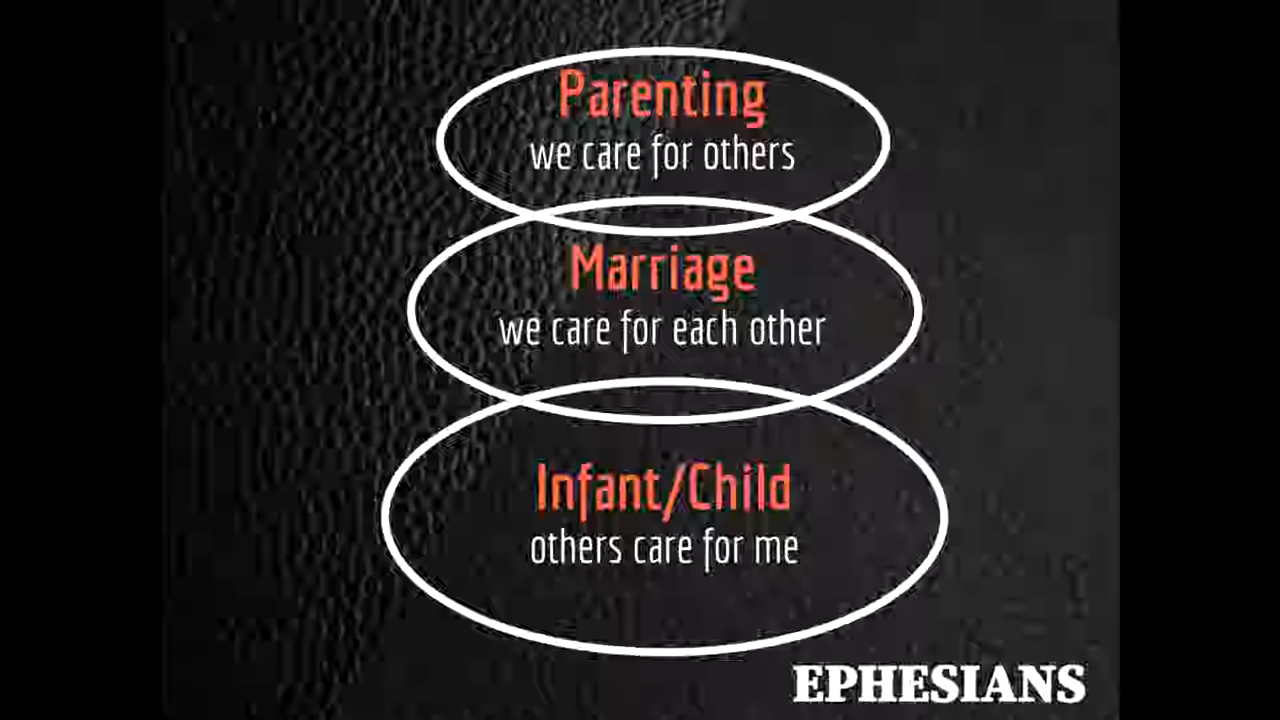 Parenting
we care for others
Marriage
we care for each other
Infant/Child
others care for me
EPHESIANS